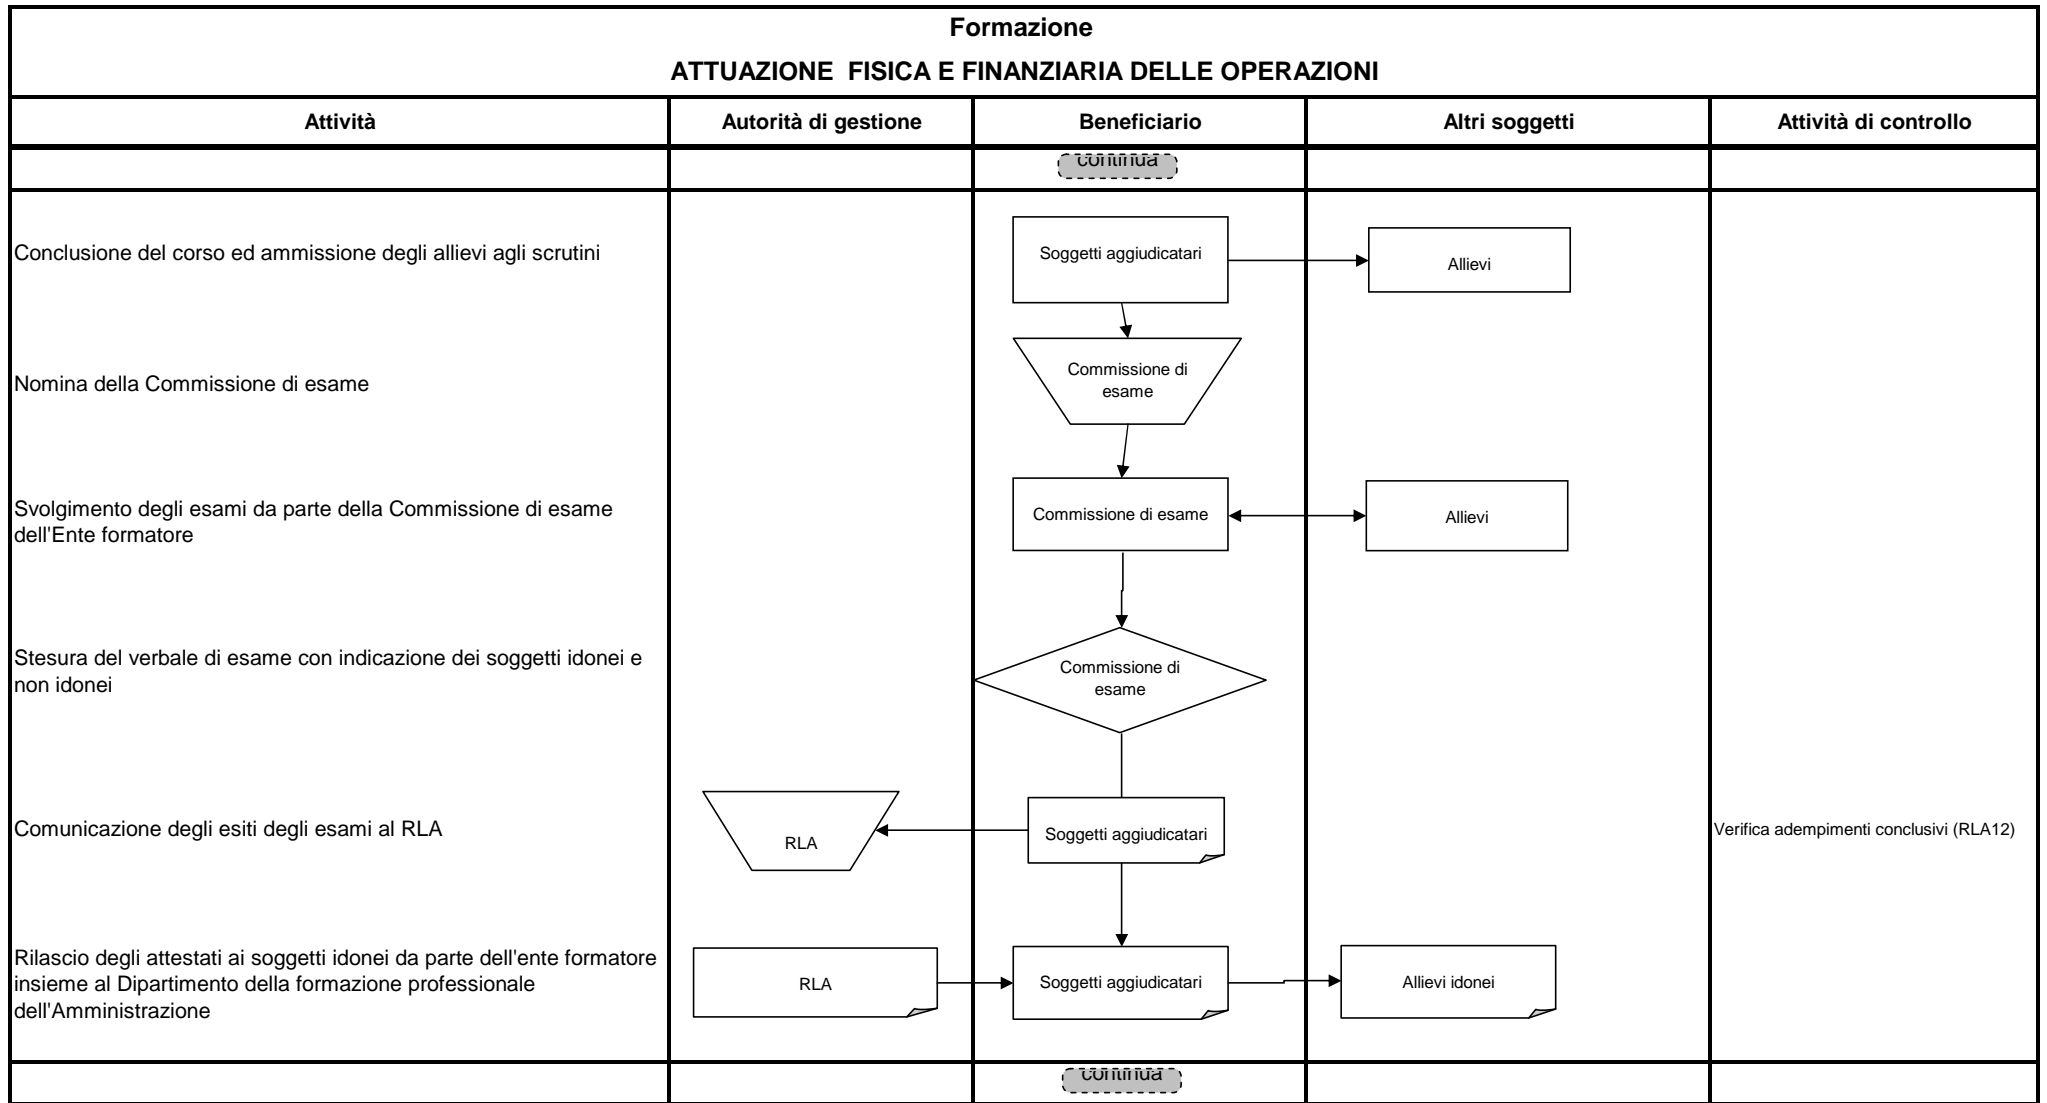 Formazione
ATTUAZIONE FISICA E FINANZIARIA DELLE OPERAZIONI
Attività
Autorità di gestione
Beneficiario
Altri soggetti
Attività di controllo
continua
Conclusione del corso ed ammissione degli allievi agli scrutini
Soggetti aggiudicatari
Allievi
Nomina della Commissione di esame
Commissione di
esame
Svolgimento degli esami da parte della Commissione di esame
dell'Ente formatore
Commissione di esame
Allievi
Stesura del verbale di esame con indicazione dei soggetti idonei e
non idonei
Commissione di
esame
Comunicazione degli esiti degli esami al RLA
RLA
Soggetti aggiudicatari
Verifica adempimenti conclusivi (RLA12)
Rilascio degli attestati ai soggetti idonei da parte dell'ente formatore
insieme al Dipartimento della formazione professionale
dell'Amministrazione
RLA
Soggetti aggiudicatari
Allievi idonei
continua